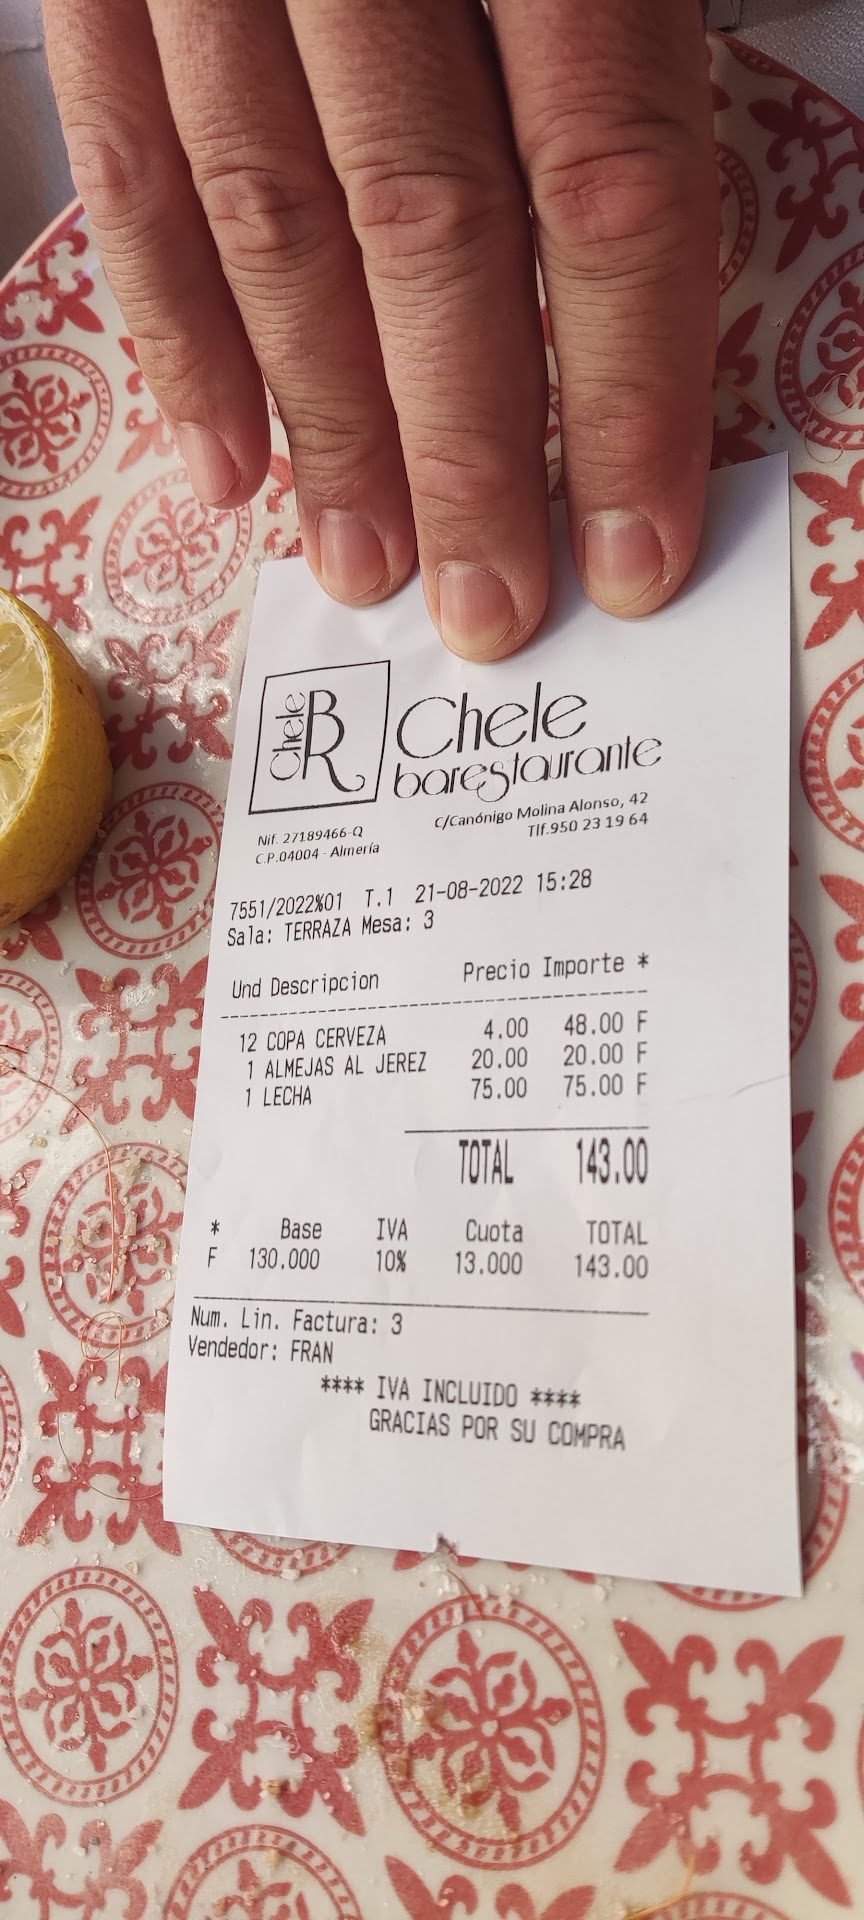 Chele BR
Chele
barestaurante
C/Canónigo Molina Alonso, 42
Nif. 27189466-Q
Tlf.950 23 19 64
C.P.04004 - Almería
7551/2022%01 T.1 21-08-2022 15:28
Sala: TERRAZA Mesa: 3
Und Descripcion Precio Importe *
12 COPA CERVEZA 4.00 48.00 F
1 ALMEJAS AL JEREZ 20.00 20.00 F
1 LECHA 75.00 75.00 F
TOTAL 143.00
* Base IVA Cuota TOTAL
F 130.000 10% 13.000 143.00
Num. Lin. Factura: 3
Vendedor: FRAN
**** IVA INCLUIDO ****
GRACIAS POR SU COMPRA